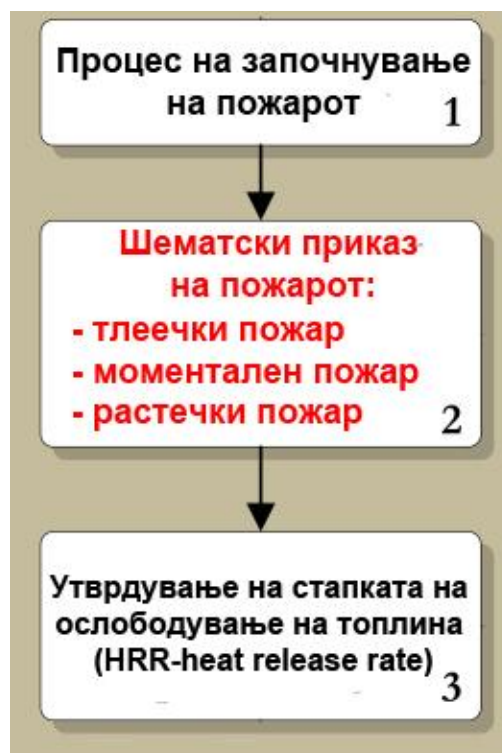 Процес на започнување
на пожарот
1
Шематски приказ
на пожарот:
- тлеечки пожар
- моментален пожар
- растечки пожар
2
Утврдување на стапката на
ослободување на топлина
(HRR-heat release rate)
3